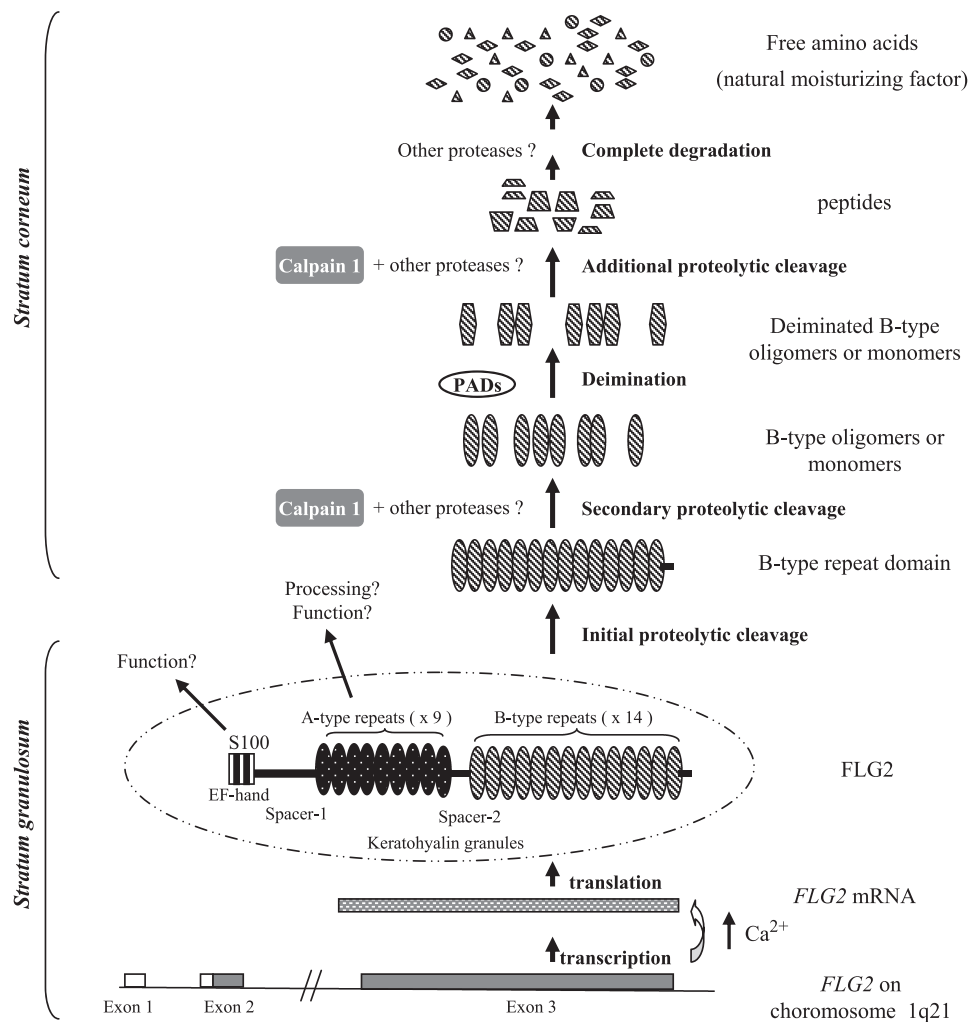 Stratum corneum
Free amino acids
(natural moisturizing factor)
Other proteases ?
Complete degradation
peptides
Calpain 1
+ other proteases ?
Additional proteolytic cleavage
Deiminated B-type
oligomers or monomers
PADs
Deimination
B-type oligomers or
monomers
Calpain 1
+ other proteases ?
Secondary proteolytic cleavage
B-type repeat domain
Processing?
Function?
Initial proteolytic cleavage
Stratum granulosum
Function?
A-type repeats ( x 9 )
B-type repeats ( x 14 )
S100
EF-hand
Spacer-1
Spacer-2
FLG2
Keratohyalin granules
translation
FLG2 mRNA
Ca2+
transcription
Exon 1
Exon 2
Exon 3
FLG2 on
choromosome 1q21